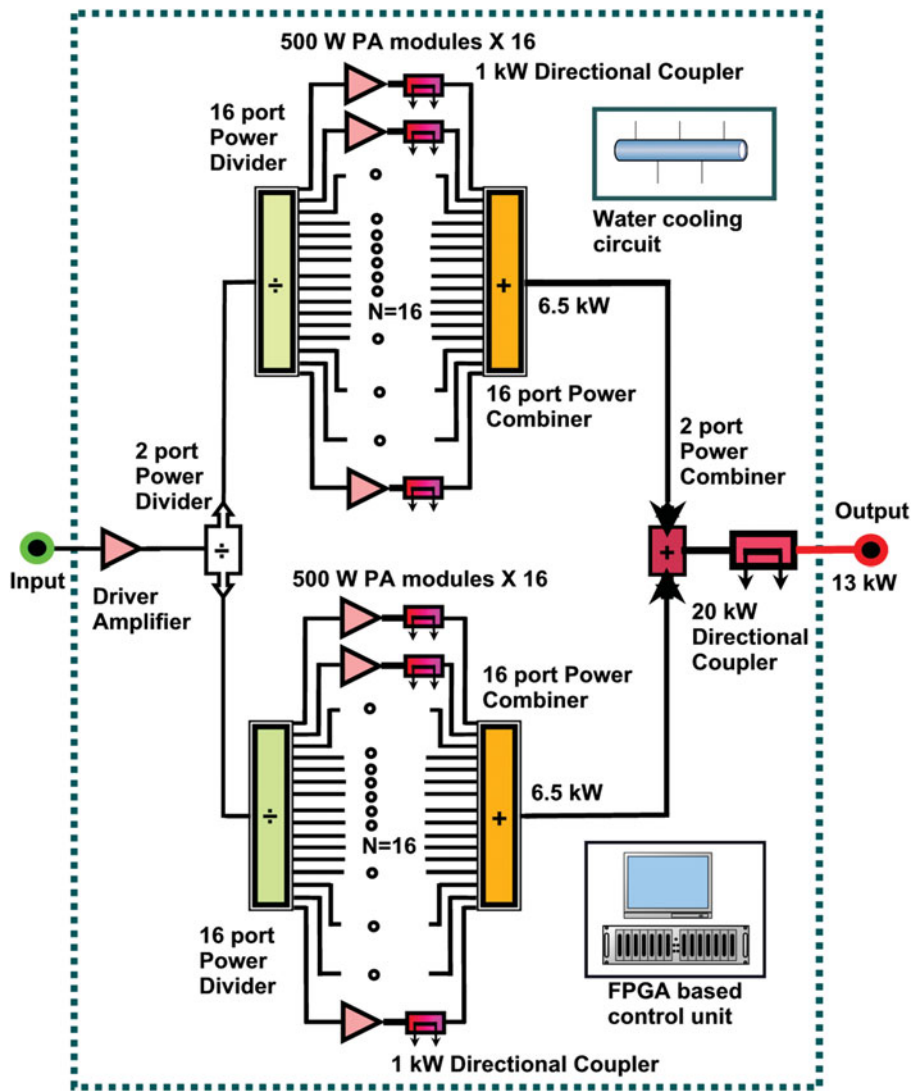 500 W PA modules X 16
1 kW Directional Coupler
16 port
Power
Divider
Water cooling
circuit
÷
N=16
+
6.5 kW
16 port Power
Combiner
2 port
Power
Divider
2 port
Power
Combiner
Input
Driver
Amplifier
÷
+
Output
13 kW
20 kW
Directional
Coupler
500 W PA modules X 16
16 port Power
Combiner
÷
N=16
+
6.5 kW
16 port
Power
Divider
FPGA based
control unit
1 kW Directional Coupler